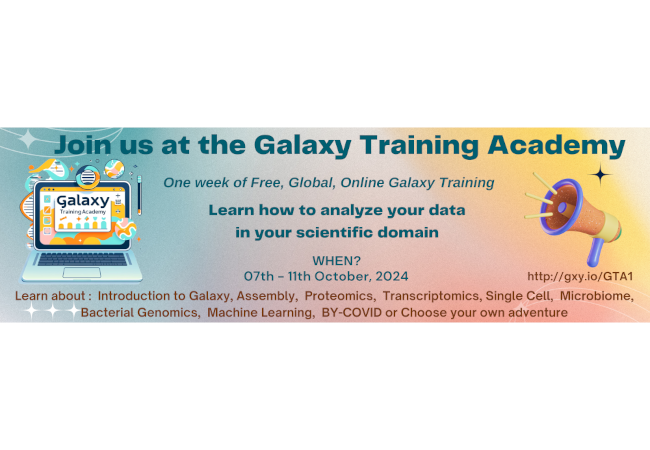 Join us at the Galaxy Training Academy
One week of Free, Global, Online Galaxy Training
Galaxy
Training Academy
Learn how to analyze your data
in your scientific domain
WHEN?
07th – 11th October, 2024
http://gxy.io/GTA1
Learn about : Introduction to Galaxy, Assembly, Proteomics, Transcriptomics, Single Cell, Microbiome,
Bacterial Genomics, Machine Learning, BY-COVID or Choose your own adventure